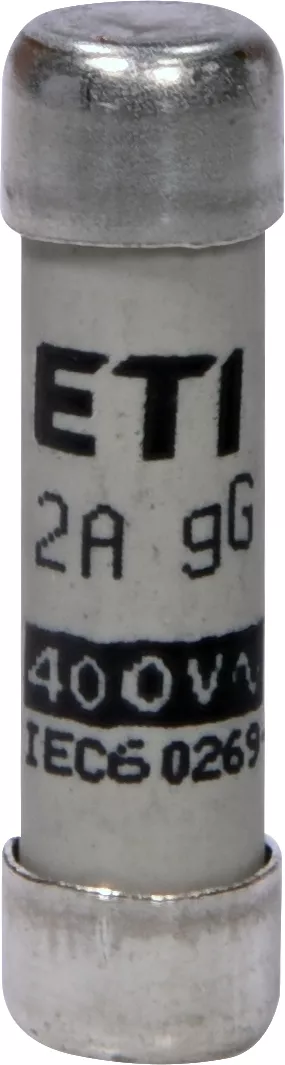 ETI
2A gG
400V~
IEC60269-